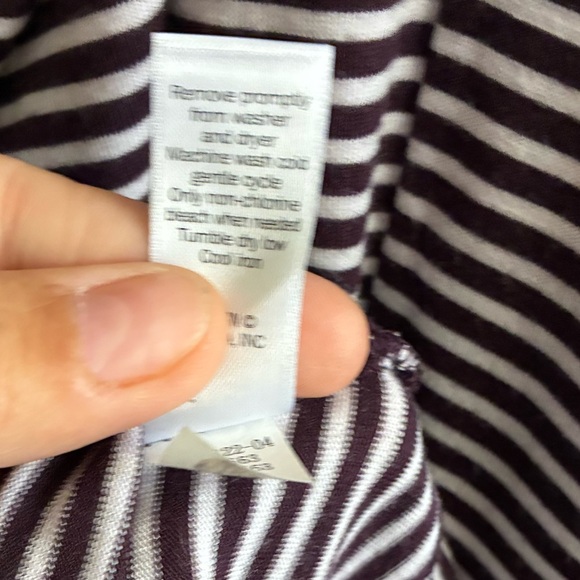 Remove promptly
from washer
and dryer
Machine wash cold
gentle cycle
Only non-chlorine
bleach when needed
Tumble dry low
Cool iron
INC